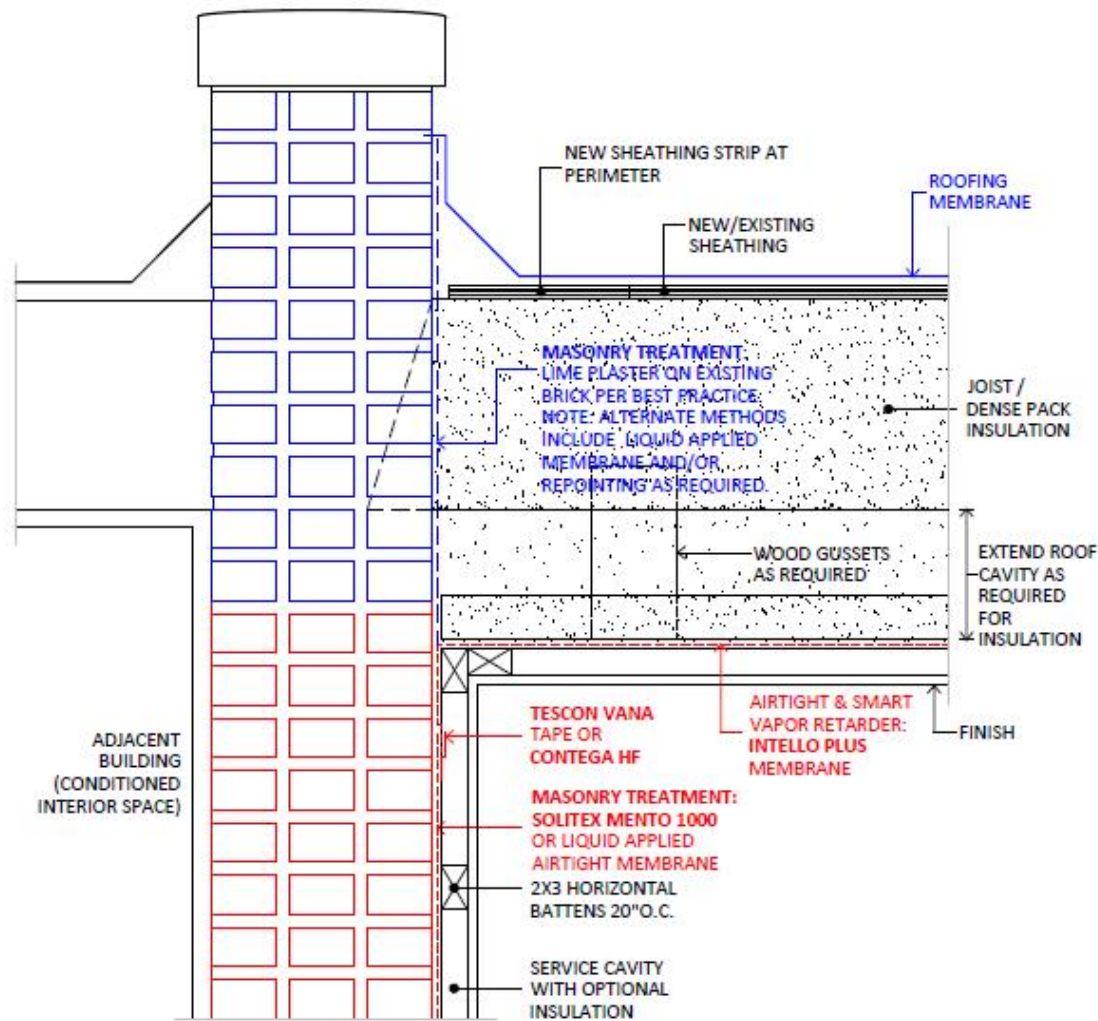 NEW SHEATHING STRIP AT
PERIMETER
ROOFING
MEMBRANE
NEW/EXISTING
SHEATHING
MASONRY TREATMENT:
LIME PLASTER ON EXISTING
BRICK PER BEST PRACTICE.
NOTE: ALTERNATE METHODS
INCLUDE LIQUID APPLIED
MEMBRANE AND/OR
REPOINTING AS REQUIRED.
JOIST /
DENSE PACK
INSULATION
WOOD GUSSETS
AS REQUIRED
EXTEND ROOF
CAVITY AS
REQUIRED
FOR
INSULATION
ADJACENT
BUILDING
(CONDITIONED
INTERIOR SPACE)
TESCON VANA
TAPE OR
CONTEGA HF
AIRTIGHT & SMART
VAPOR RETARDER:
INTELLO PLUS
MEMBRANE
FINISH
MASONRY TREATMENT:
SOLITEX MENTO 1000
OR LIQUID APPLIED
AIRTIGHT MEMBRANE
2X3 HORIZONTAL
BATTENS 20"O.C.
SERVICE CAVITY
WITH OPTIONAL
INSULATION